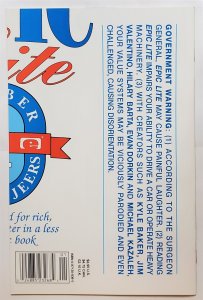 IC
Lite
BER
JEERS
d for rich,
ter in a less
c book
GOVERNMENT WARNING: (1) ACCORDING TO THE SURGEON
GENERAL, EPIC LITE MAY CAUSE PAINFUL LAUGHTER. (2) READING
EPIC LITE IMPAIRS YOUR ABILITY TO DRIVE A CAR OR OPERATE HEAVY
MACHINERY. (3) WITH CREATORS SUCH AS KYLE BAKER, JIM
VALENTINO, HILARY BARTA, EVAN DORKIN AND MICHAEL KAZALEH,
YOUR VALUE SYSTEMS MAY BE VICIOUSLY PARODIED AND EVEN
CHALLENGED, CAUSING DISORIENTATION.